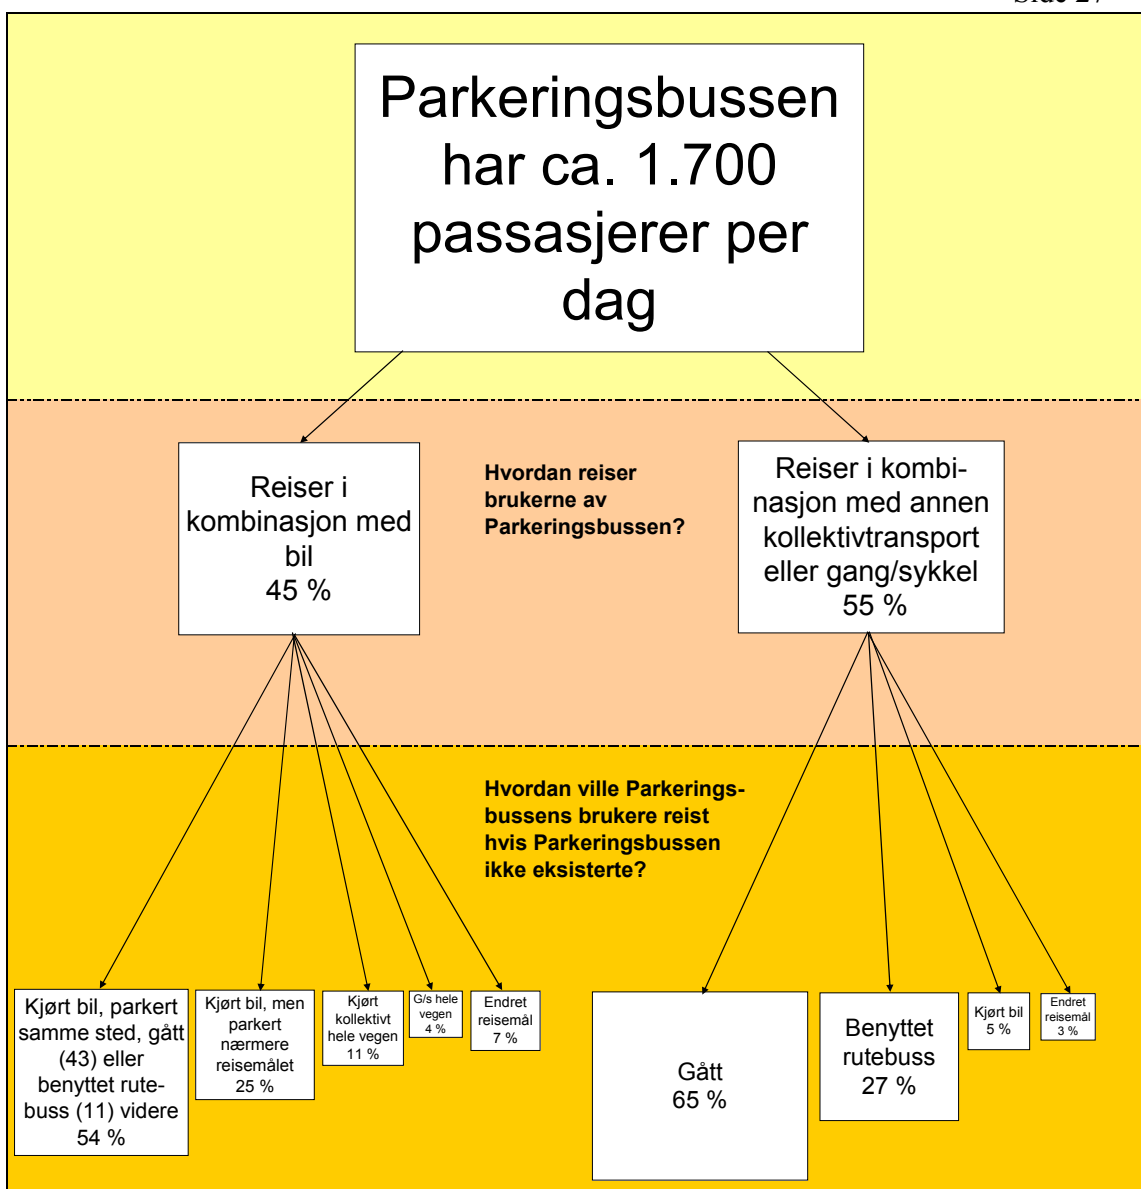 Side 27
Parkeringsbussen
har ca. 1.700
passasjerer per
dag
Reiser i
kombinasjon med
bil
45 %
Hvordan reiser
brukerne av
Parkeringsbussen?
Reiser i kombi-
nasjon med annen
kollektivtransport
eller gang/sykkel
55 %
Hvordan ville Parkerings-
bussens brukere reist
hvis Parkeringsbussen
ikke eksisterte?
Kjørt bil, parkert
samme sted, gått
(43) eller
benyttet rute-
buss (11) videre
54 %
Kjørt bil, men
parkert
nærmere
reisemålet
25 %
Kjørt
kollektivt
hele vegen
11 %
G/s hele
vegen
4 %
Endret
reisemål
7 %
Gått
65 %
Benyttet
rutebuss
27 %
Kjørt bil
5 %
Endret
reisemål
3 %